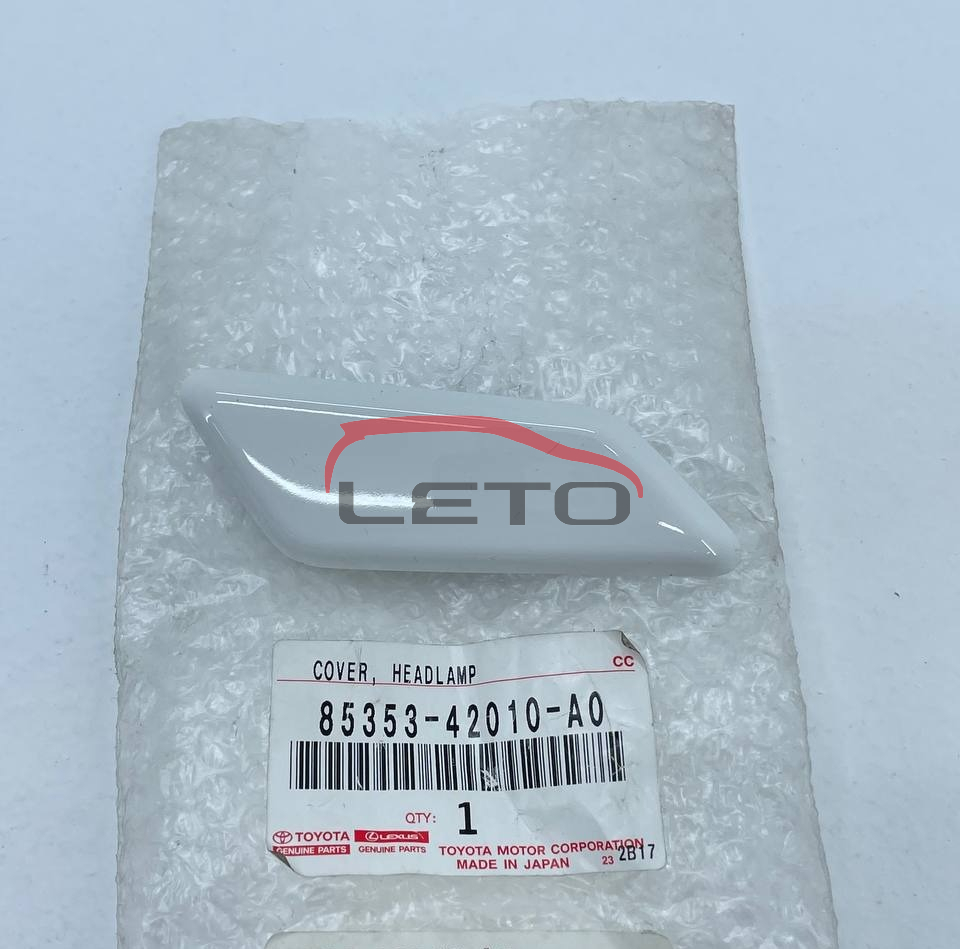 LETO
COVER, HEADLAMP
CC
85353-42010-A0
QTY: 1
TOYOTA
GENUINE PARTS
LEXUS
GENUINE PARTS
TOYOTA MOTOR CORPORATION
MADE IN JAPAN
23 2B17